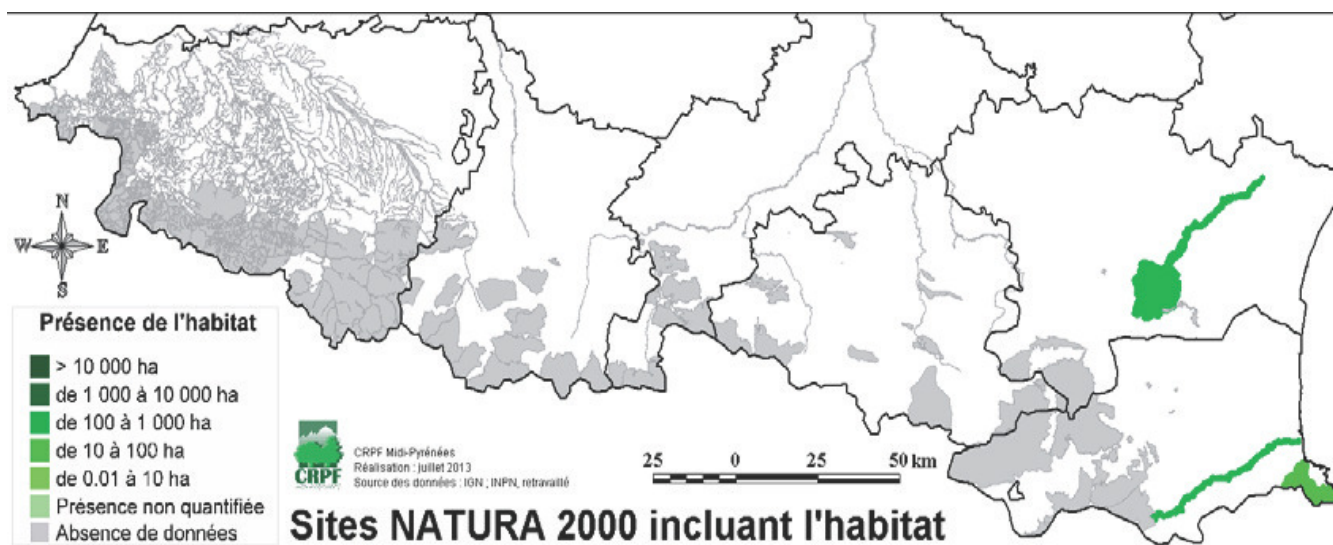 N
W E
S
Présence de l'habitat
> 10 000 ha
de 1 000 à 10 000 ha
de 100 à 1 000 ha
de 10 à 100 ha
de 0.01 à 10 ha
Présence non quantifiée
Absence de données
CRPF
CRPF Midi-Pyrénées
Réalisation : juillet 2013
Source des données : IGN ; INPN, retravaillé
25 0 25 50 km
Sites NATURA 2000 incluant l'habitat